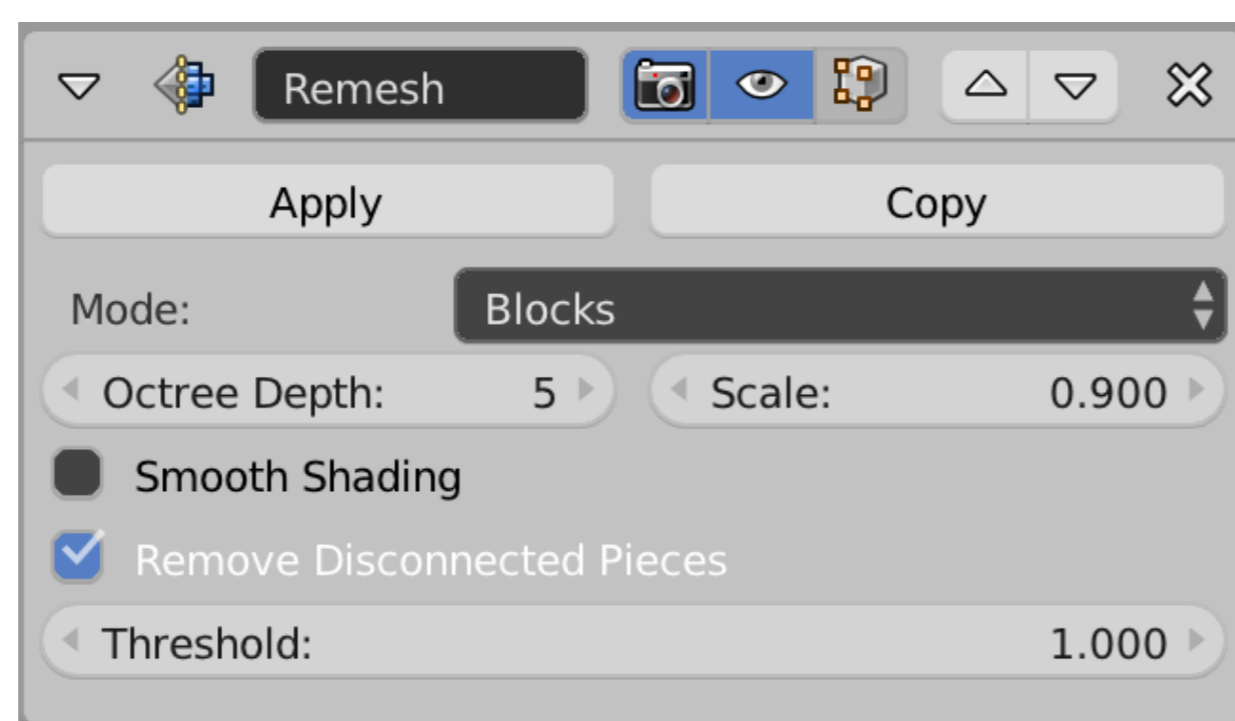 Remesh
Apply Copy
Mode: Blocks
Octree Depth: 5 Scale: 0.900
Smooth Shading
Remove Disconnected Pieces
Threshold: 1.000